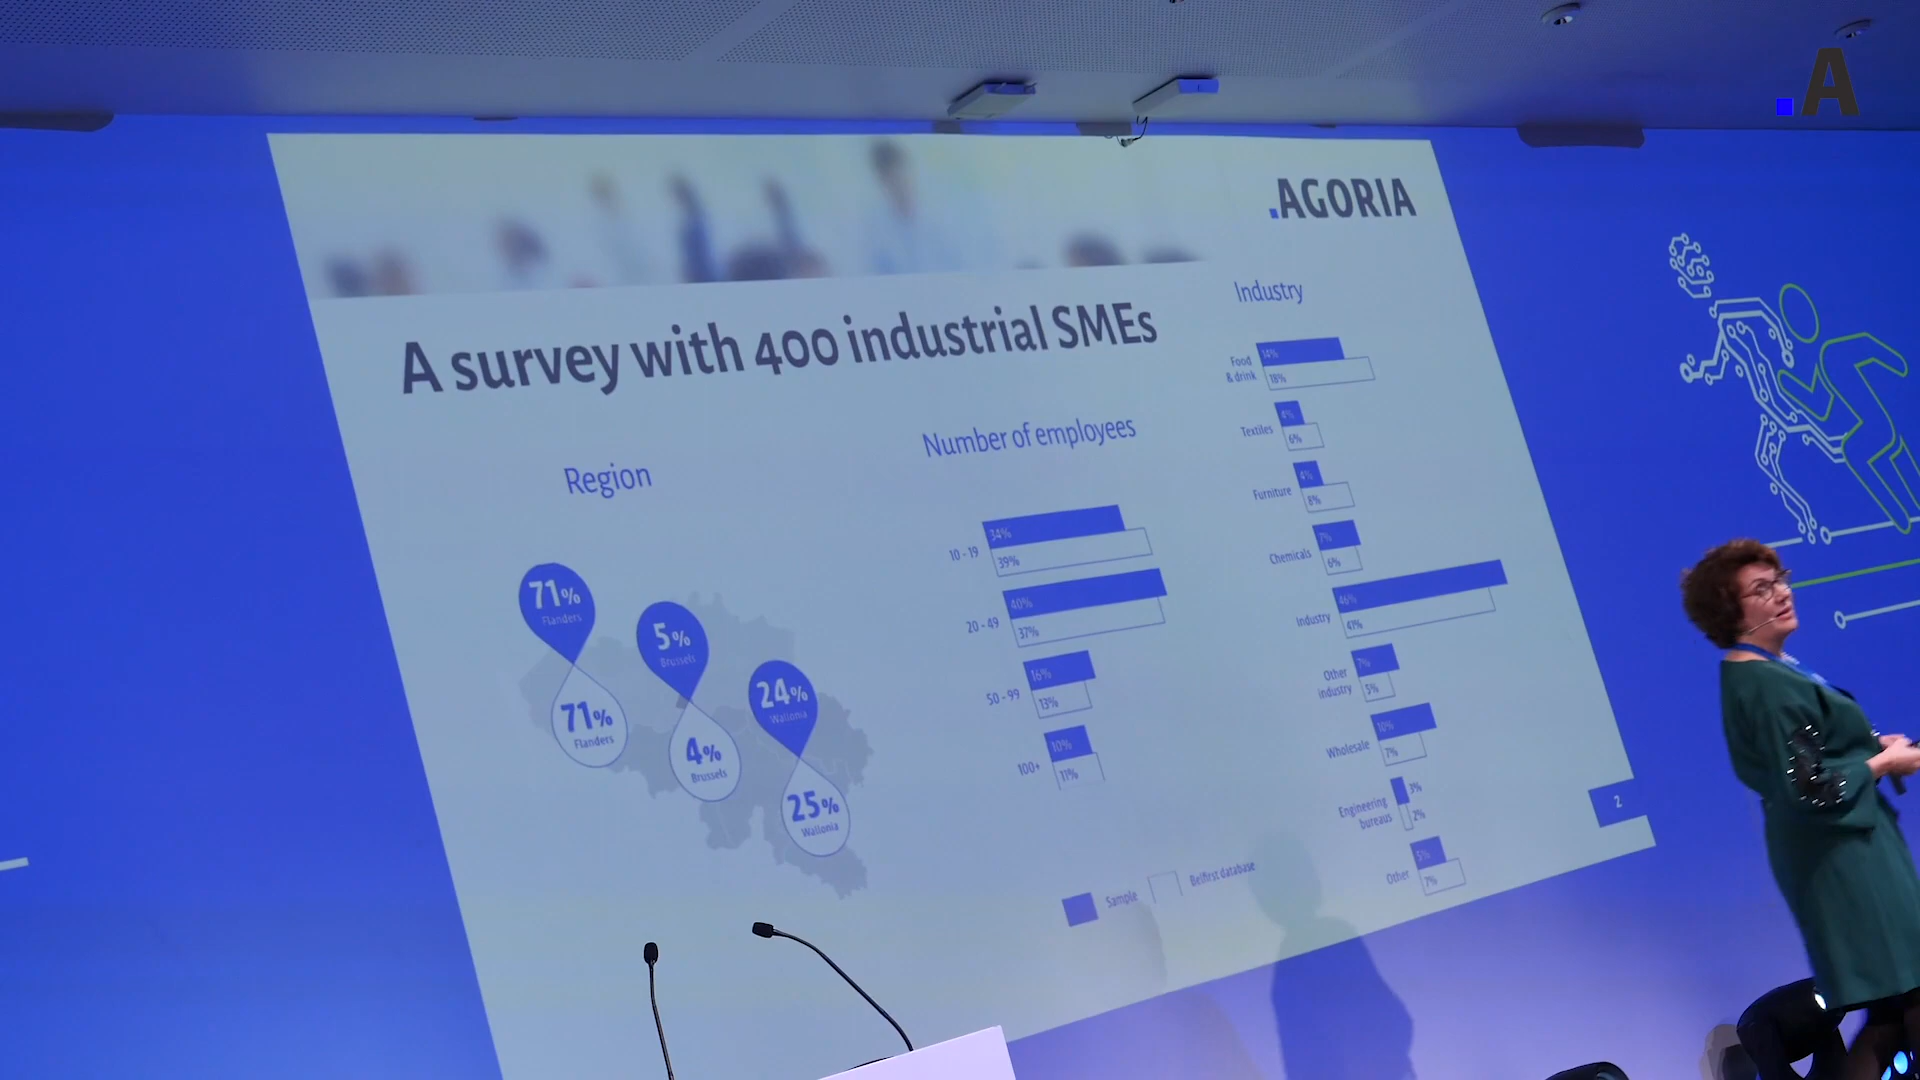 .A
.AGORIA
A survey with 400 industrial SMEs
Region
71%
Flanders
71%
Flanders
5%
Brussels
4%
Brussels
24%
Wallonia
25%
Wallonia
Number of employees
10 - 19
34%
39%
20 - 49
40%
37%
50 - 99
16%
13%
100+
10%
11%
Industry
Food
& drink
14%
18%
Textiles
4%
6%
Furniture
4%
8%
Chemicals
7%
6%
Industry
46%
41%
Other
industry
7%
5%
Wholesale
10%
7%
Engineering
bureaus
3%
2%
Other
5%
7%
Sample
Belfirst database
2